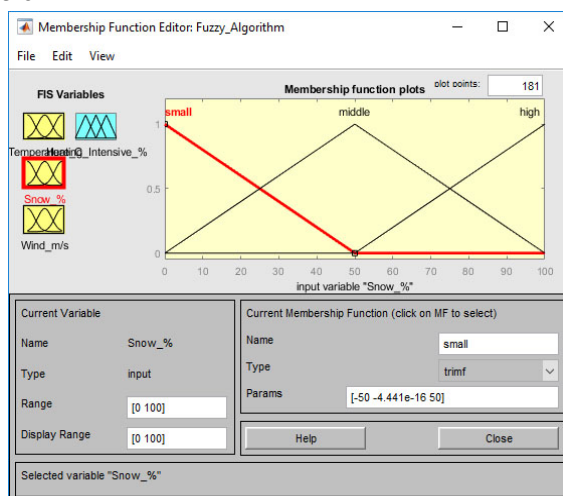 Membership Function Editor: Fuzzy_Algorithm
File Edit View
FIS Variables
Membership function plots
plot points:
181
small
middle
high
1
0.5
0
0 10 20 30 40 50 60 70 80 90 100
input variable "Snow_%"
Intensive_%
Snow_%
Wind_m/s
Current Variable
Name Snow_%
Type input
Range [0 100]
Display Range [0 100]
Current Membership Function (click on MF to select)
Name small
Type trimf
Params [-50 -4.441e-16 50]
Help
Close
Selected variable "Snow_%"